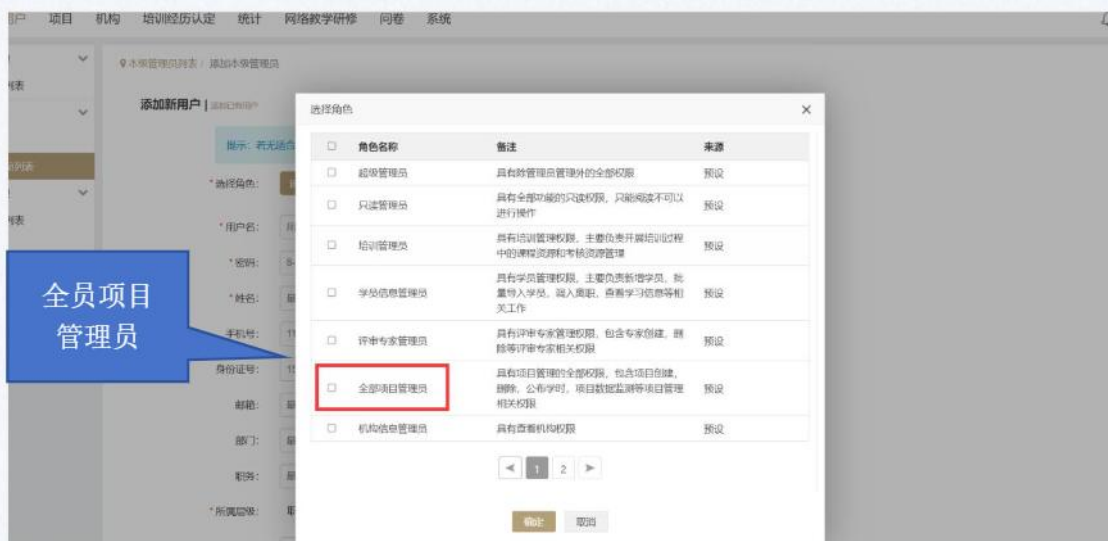 项目 机构 培训经历认定 统计 网络教学研修 问卷 系统
本级管理员列表 / 添加本级管理员
添加新用户 |
提示：若无适合
*选择角色：
*用户名：
*密码：
*姓名：
手机号：
身份证号：
邮箱：
部门：
职务：
*所属层级：
全员项目
管理员
选择角色 ×
角色名称 备注 来源
超级管理员 具有除管理员管理外的全部权限 预设
只读管理员 具有全部功能的只读权限，只能阅读不可以
进行操作 预设
培训管理员 具有培训管理权限，主要负责开展培训过程
中的课程资源和考核资源管理 预设
学员信息管理员 具有学员管理权限，主要负责新增学员，批
量导入学员，调入离职，查看学习信息等相
关工作 预设
评审专家管理员 具有评审专家管理权限，包含专家创建，删
除等评审专家相关权限 预设
全部项目管理员 具有项目管理的全部权限，包含项目创建，
删除，公布学时，项目数据监测等项目管理
相关权限 预设
机构信息管理员 具有查看机构权限 预设
1 2
确定 取消